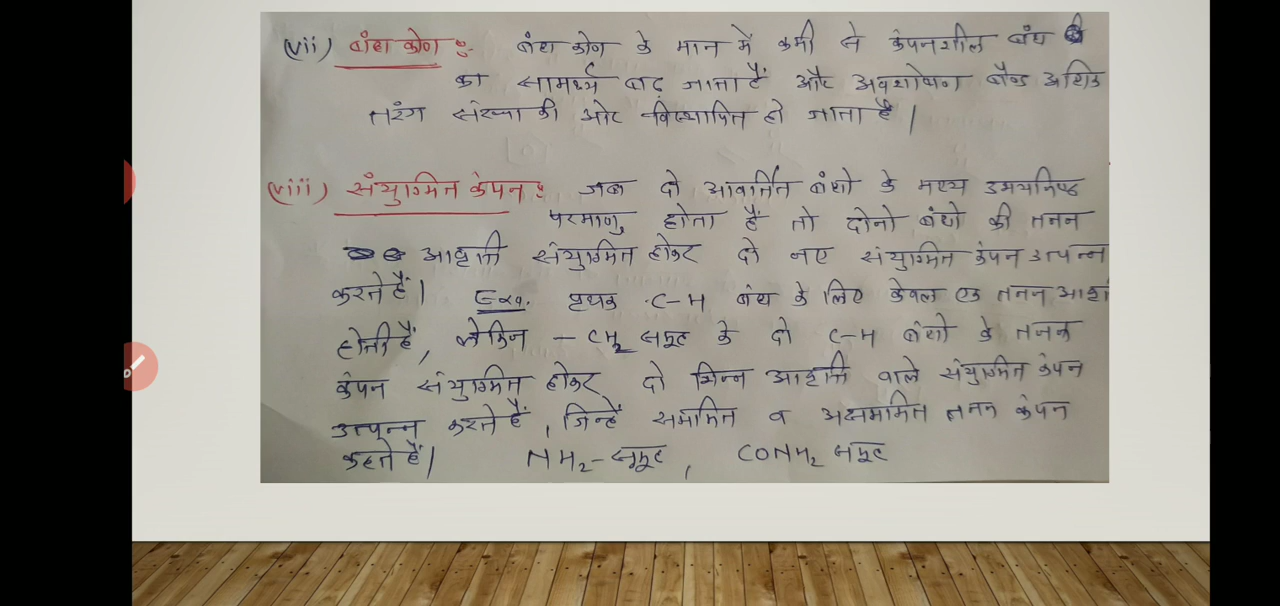 (vii) बंध कोण :- बंध कोण के मान में कमी से कंपनशील बंध
का सामर्थ्य बढ़ जाता हैं और अवशोषण बैण्ड अधिक
तरंग संख्या की ओर विस्थापित हो जाता है।
(viii) संयुग्मित कंपन : जब दो आवर्तित बंधो के मध्य उभयनिष्ठ
परमाणु होता हैं तो दोनो बंधो की तनन
आवृत्ति संयुग्मित होकर दो नए संयुग्मित कंपन उत्पन्न
करते हैं। Exa. पृथक C-H बंध के लिए केवल एक तनन
होती हैं, लेकिन - CH₂ समूह के दो C-H बंधो के तनन
कंपन संयुग्मित होकर दो भिन्न आवृत्ति वाले संयुग्मित कंपन
उत्पन्न करते हैं, जिन्हें सममित व असममित तनन कंपन
कहते हैं। NH₂-समूह, CONH₂ समूह